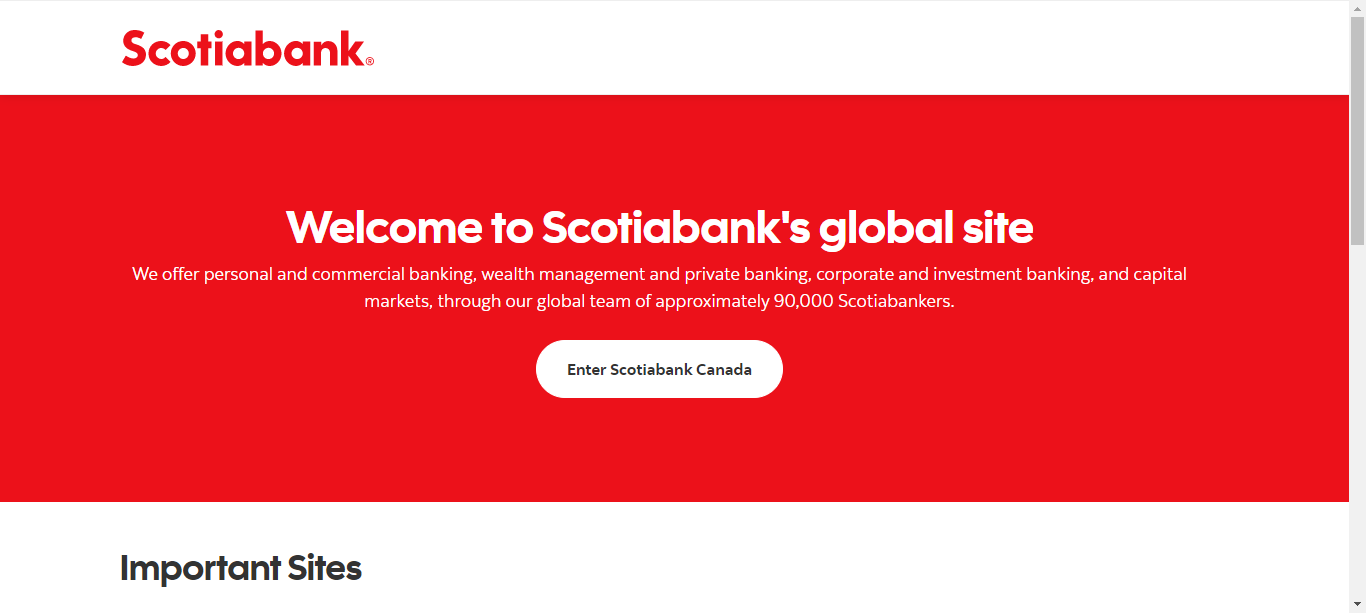 Scotiabank®
Welcome to Scotiabank's global site
We offer personal and commercial banking, wealth management and private banking, corporate and investment banking, and capital
markets, through our global team of approximately 90,000 Scotiabankers.
Enter Scotiabank Canada
Important Sites